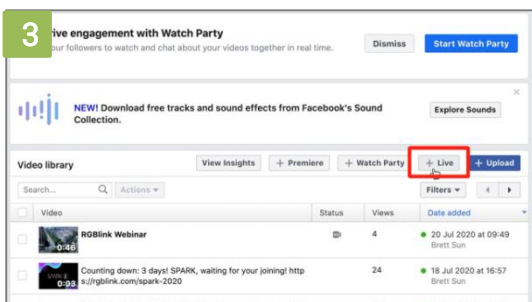 3
ive engagement with Watch Party
our followers to watch and chat about your videos together in real time.
Dismiss
Start Watch Party
NEW! Download free tracks and sound effects from Facebook's Sound
Collection.
Explore Sounds
Video library
View Insights
+ Premiere
+ Watch Party
+ Live
+ Upload
Search...
Actions
Filters
Video Status Views Date added
RGBlink Webinar 4 20 Jul 2020 at 09:49
0:46 Brett Sun
Counting down: 3 days! SPARK, waiting for your joining! http 24 18 Jul 2020 at 16:57
0:08 s://rgblink.com/spark-2020 Brett Sun